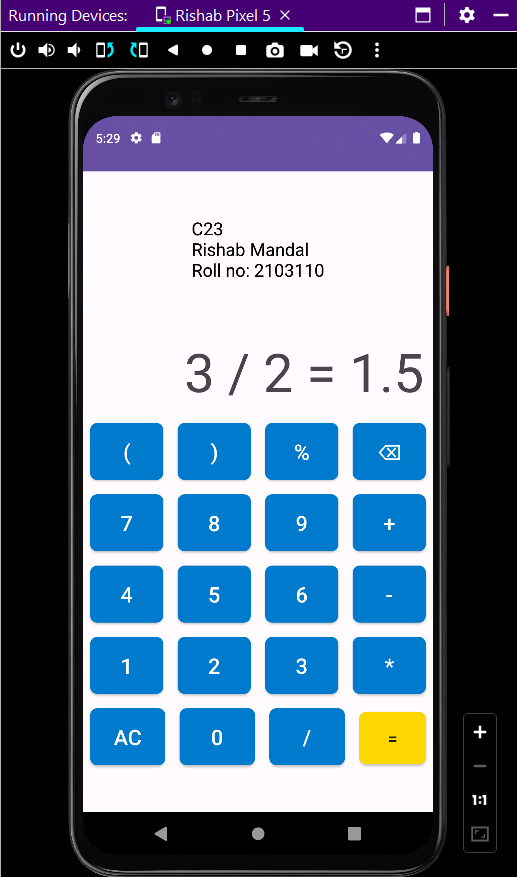 Running Devices: Rishab Pixel 5
5:29
C23
Rishab Mandal
Roll no: 2103110
3 / 2 = 1.5
( ) %
7 8 9 +
4 5 6 -
1 2 3 *
AC 0 / =
1:1